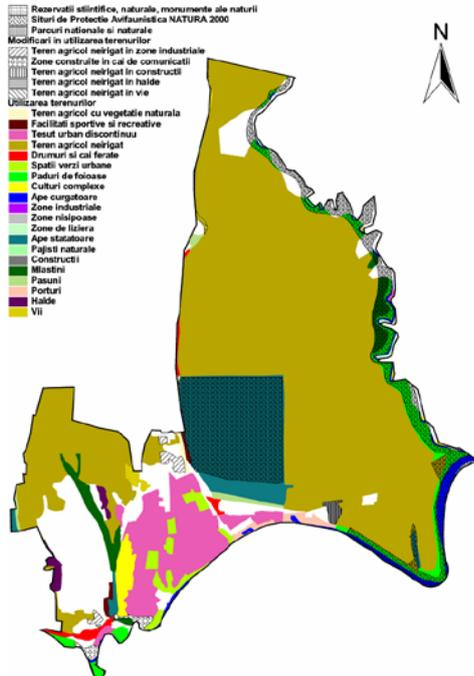 Rezervatii stiintifice, naturale, monumente ale naturii
Situri de Protectie Avifaunistica NATURA 2000
Parcuri nationale si naturale
Modificari in utilizarea terenurilor
Teren agricol neirigat in zone industriale
Zone construite in cai de comunicatii
Teren agricol neirigat in constructii
Teren agricol neirigat in halde
Teren agricol neirigat in vie
Utilizarea terenurilor
Teren agricol cu vegetatie naturala
Facilitati sportive si recreative
Tesut urban discontinuu
Teren agricol neirigat
Drumuri si cai ferate
Spatii verzi urbane
Paduri de foioase
Culturi complexe
Ape curgatoare
Zone industriale
Zone nisipoase
Zone de liziera
Ape statatoare
Pajisti naturale
Constructii
Mlastini
Pasuni
Porturi
Halde
Vii
N